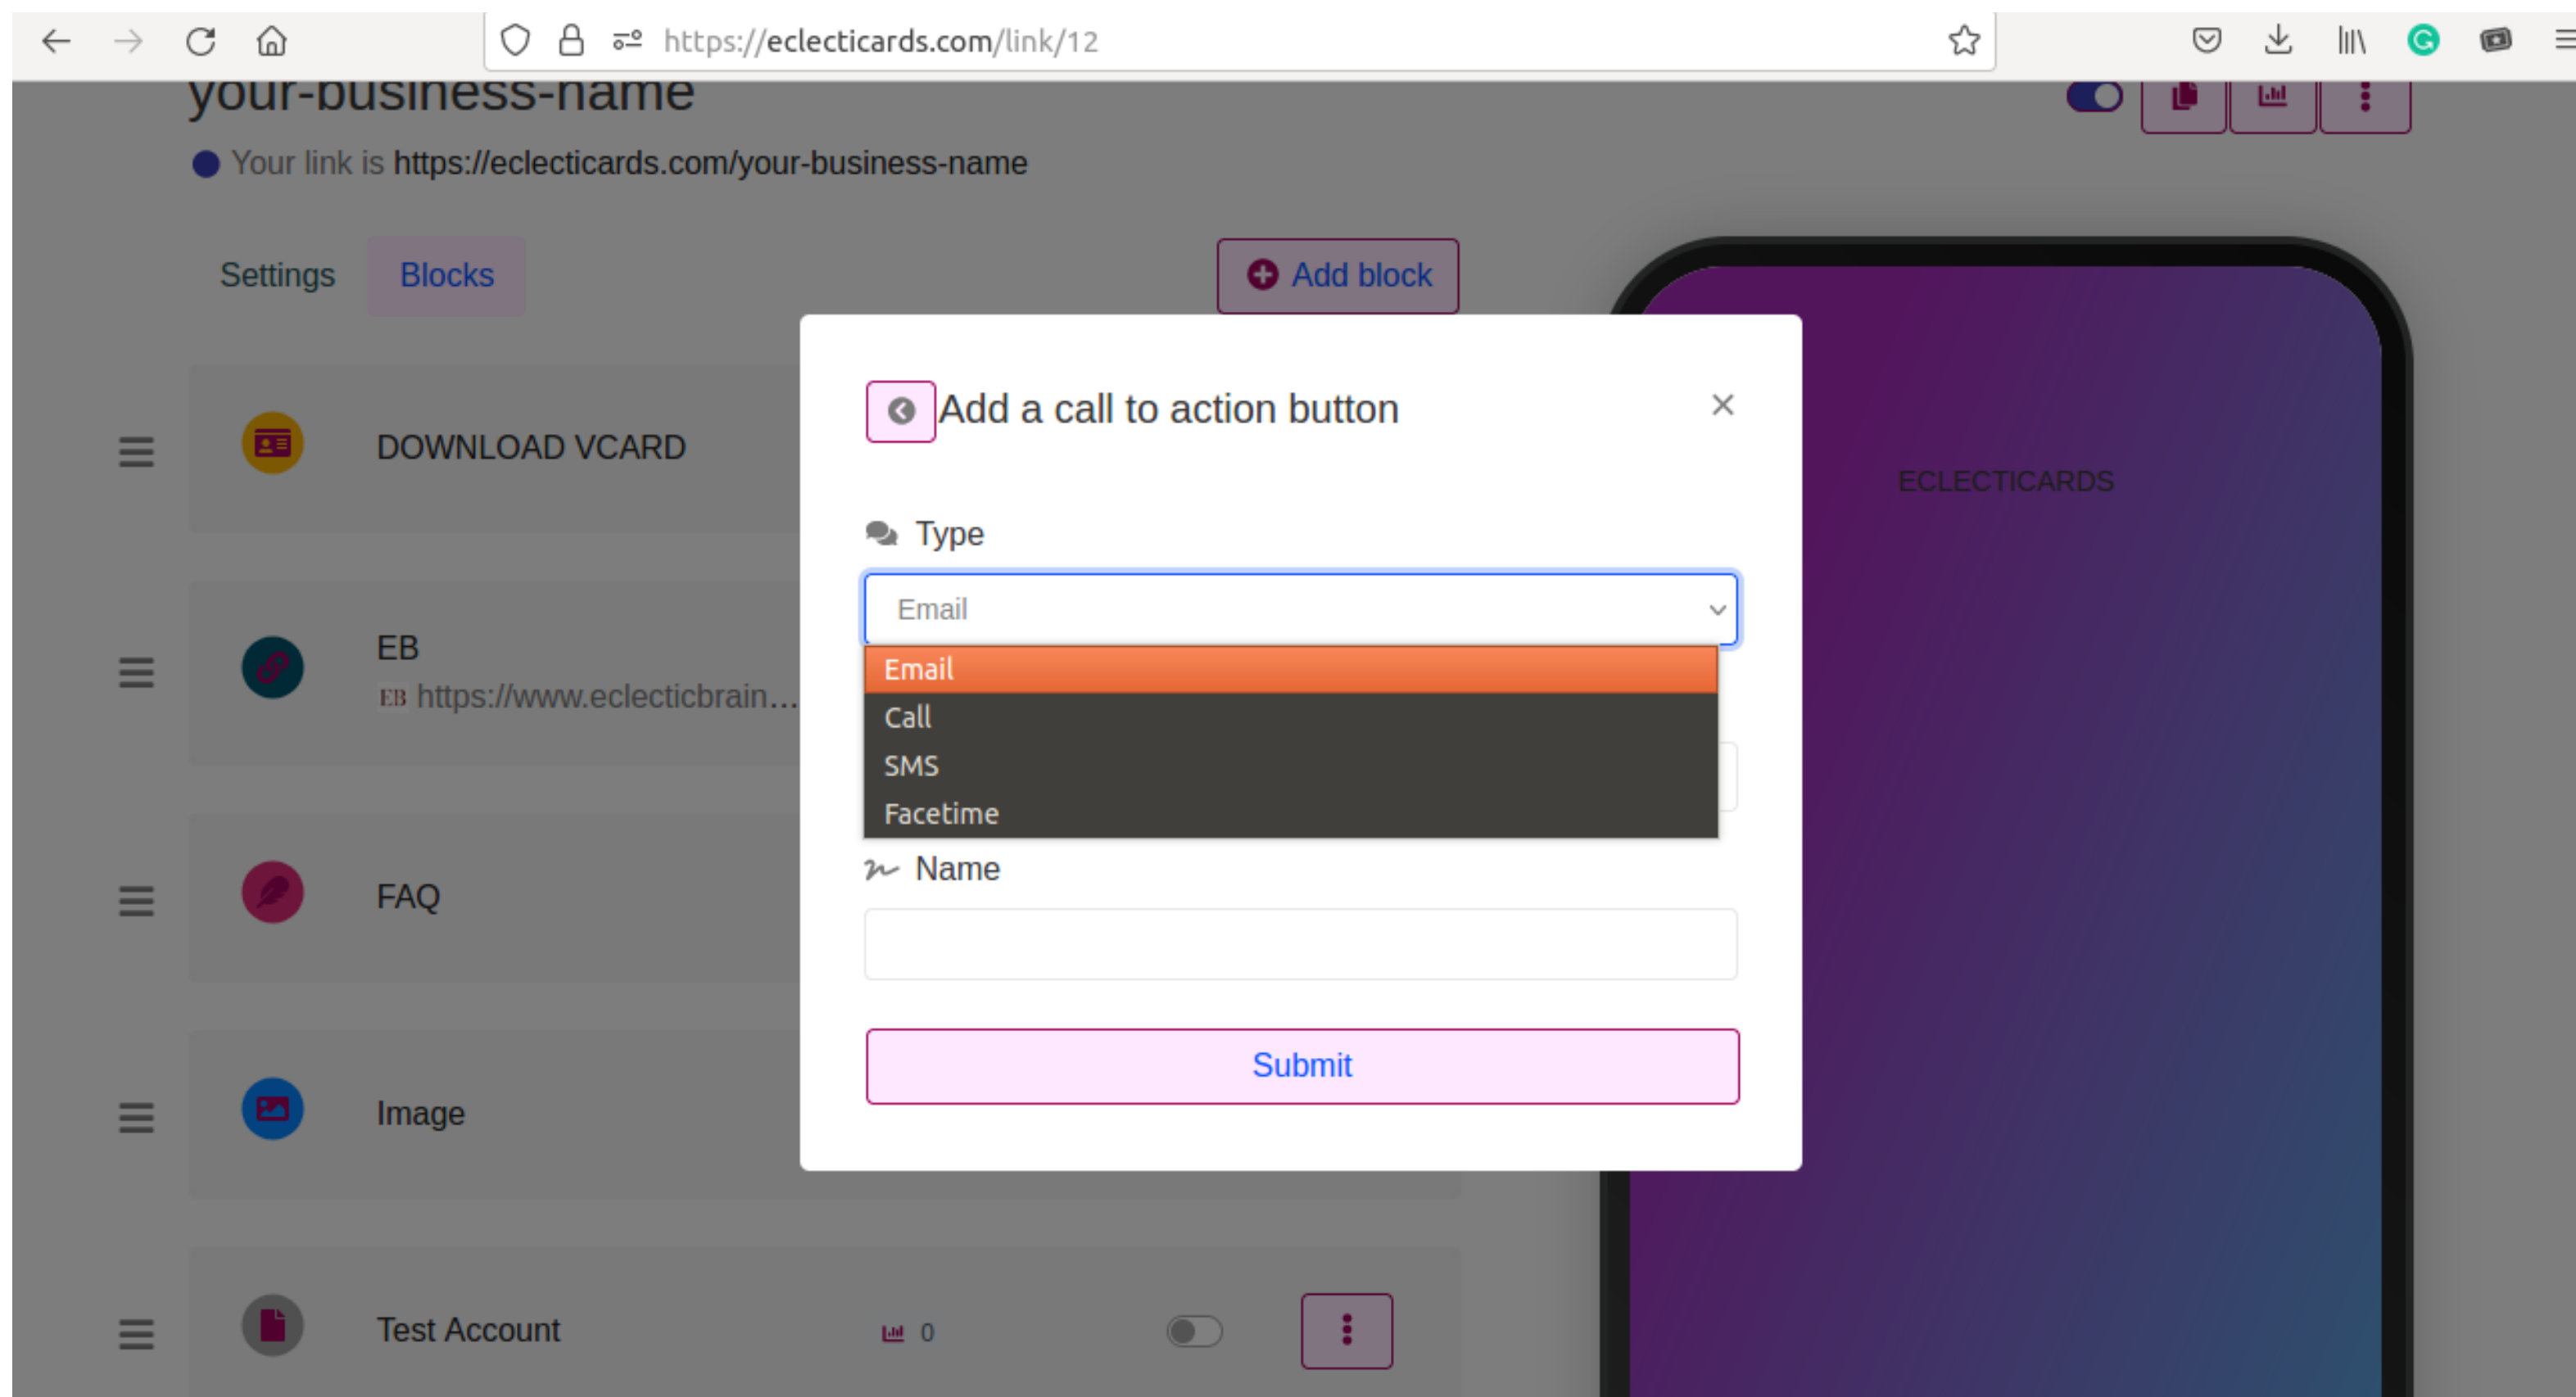 https://eclecticards.com/link/12
your-business-name
Your link is https://eclecticards.com/your-business-name
Settings
Blocks
Add block
DOWNLOAD VCARD
EB
EB https://www.eclecticbrain...
FAQ
Image
Test Account
0
Add a call to action button
×
Type
Email
Email
Call
SMS
Facetime
Name
Submit
ECLECTICARDS